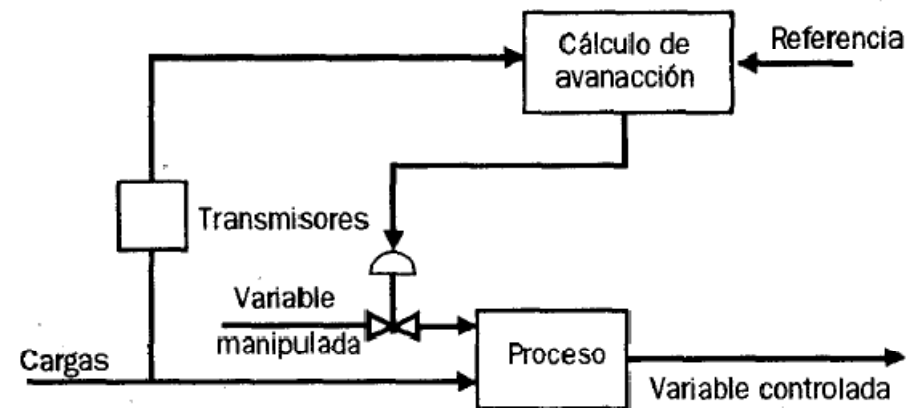 Cálculo de
avanacción
Referencia
Transmisores
Variable
manipulada
Cargas
Proceso
Variable controlada